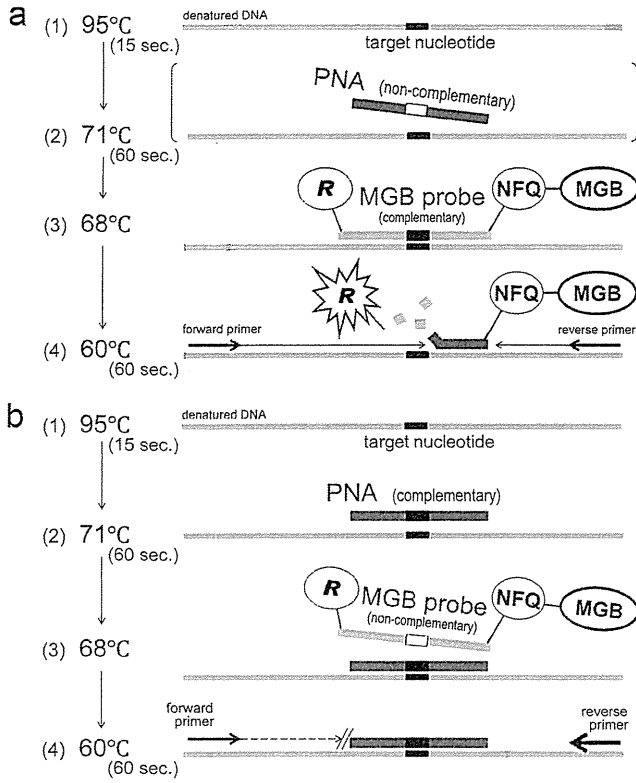 a
(1) 95°C (15 sec.)
denatured DNA
target nucleotide
PNA (non-complementary)
(2) 71°C (60 sec.)
R MGB probe NFQ MGB
(complementary)
(3) 68°C
R NFQ MGB
forward primer reverse primer
(4) 60°C (60 sec.)
b
(1) 95°C (15 sec.)
denatured DNA
target nucleotide
PNA (complementary)
(2) 71°C (60 sec.)
R MGB probe NFQ MGB
(non-complementary)
(3) 68°C
forward
primer
reverse
primer
(4) 60°C (60 sec.)